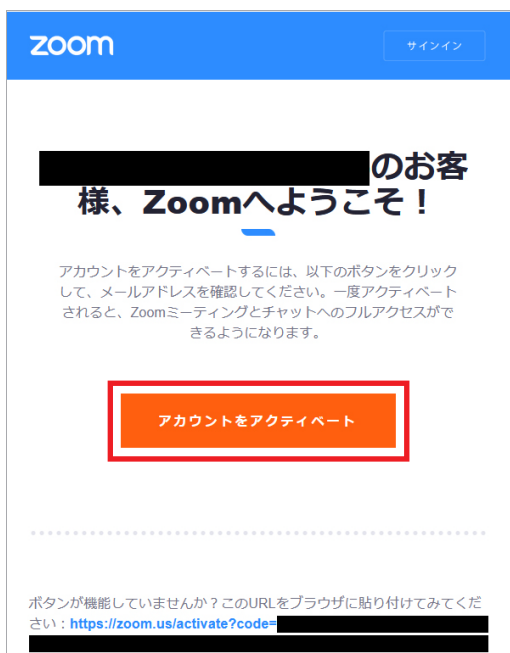 zoom
サインイン
のお客
様、Zoomへようこそ！
アカウントをアクティベートするには、以下のボタンをクリック
して、メールアドレスを確認してください。一度アクティベート
されると、Zoomミーティングとチャットへのフルアクセスがで
きるようになります。
アカウントをアクティベート
ボタンが機能していませんか？このURLをブラウザに貼り付けてみてくだ
さい：https://zoom.us/activate?code=